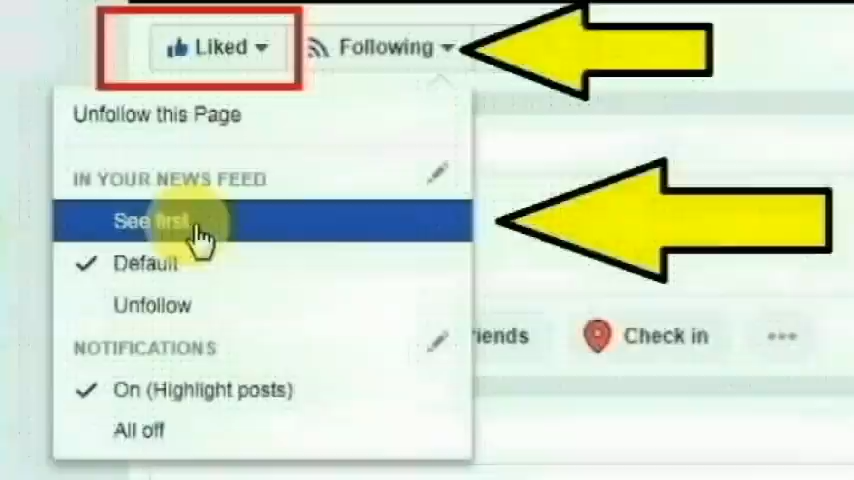 Liked Following
Unfollow this Page
IN YOUR NEWS FEED
See first
Default
Unfollow
NOTIFICATIONS
riends Check in
On (Highlight posts)
All off